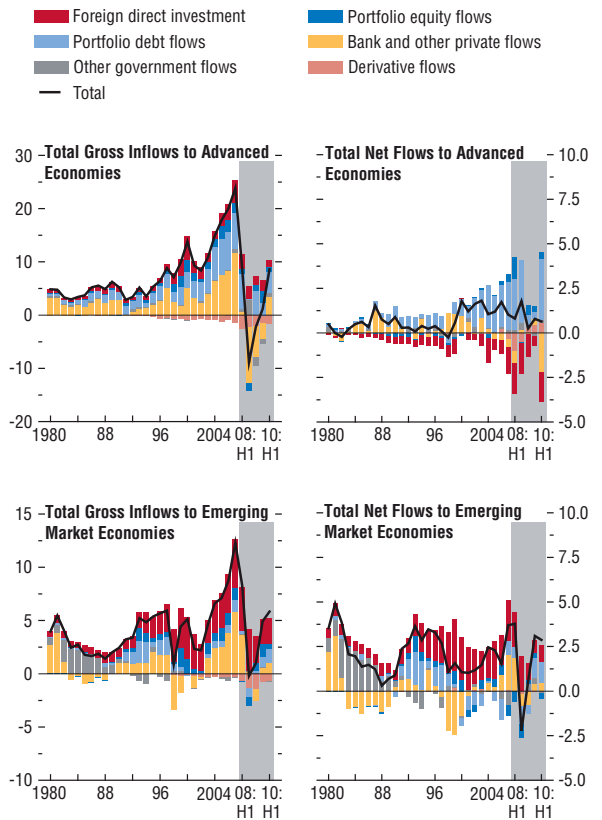 Foreign direct investment
Portfolio equity flows
Portfolio debt flows
Bank and other private flows
Other government flows
Derivative flows
Total
Total Gross Inflows to Advanced
Economies
30
20
10
0
-10
-20
1980 88 96 2004 08: 10:
H1 H1
Total Net Flows to Advanced
Economies
10.0
7.5
5.0
2.5
0.0
-2.5
-5.0
1980 88 96 2004 08: 10:
H1 H1
Total Gross Inflows to Emerging
Market Economies
15
10
5
0
-5
-10
1980 88 96 2004 08: 10:
H1 H1
Total Net Flows to Emerging
Market Economies
10.0
7.5
5.0
2.5
0.0
-2.5
-5.0
1980 88 96 2004 08: 10:
H1 H1